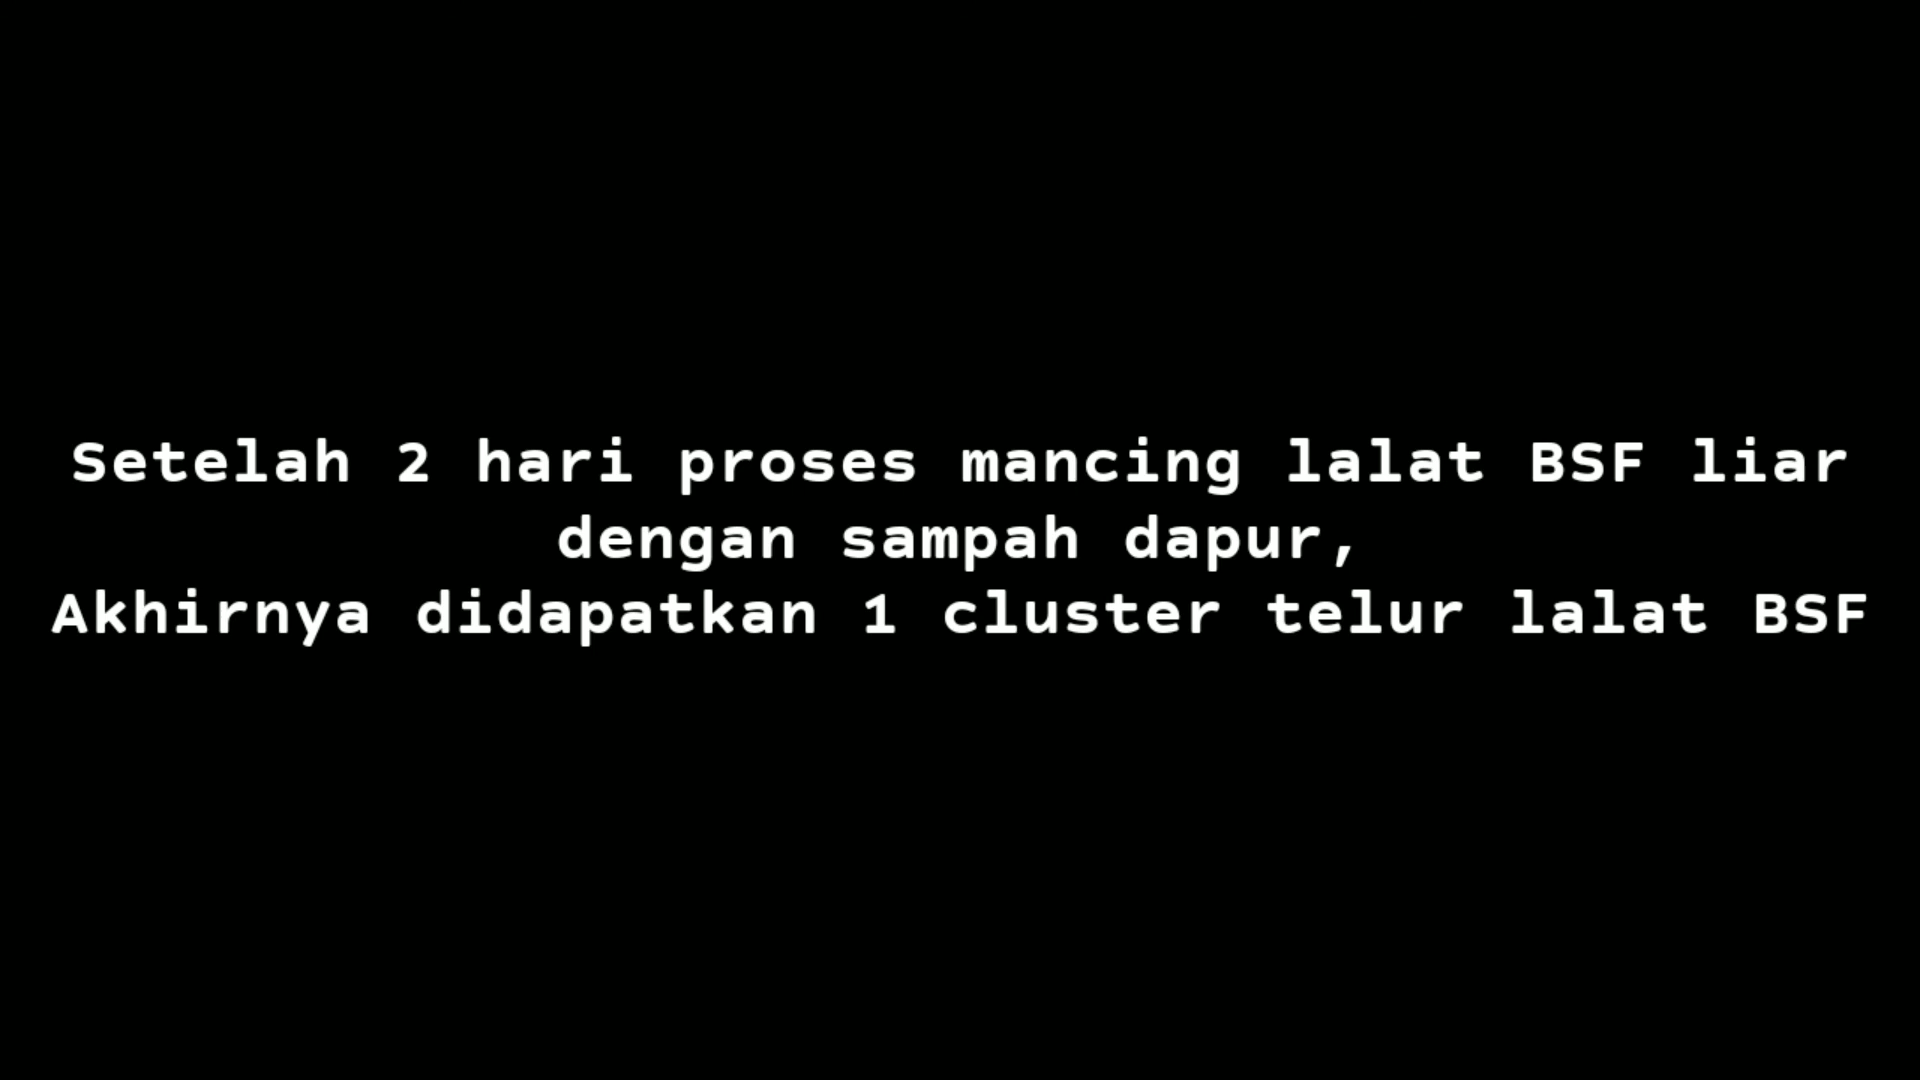 Setelah 2 hari proses mancing lalat BSF liar
dengan sampah dapur,
Akhirnya didapatkan 1 cluster telur lalat BSF